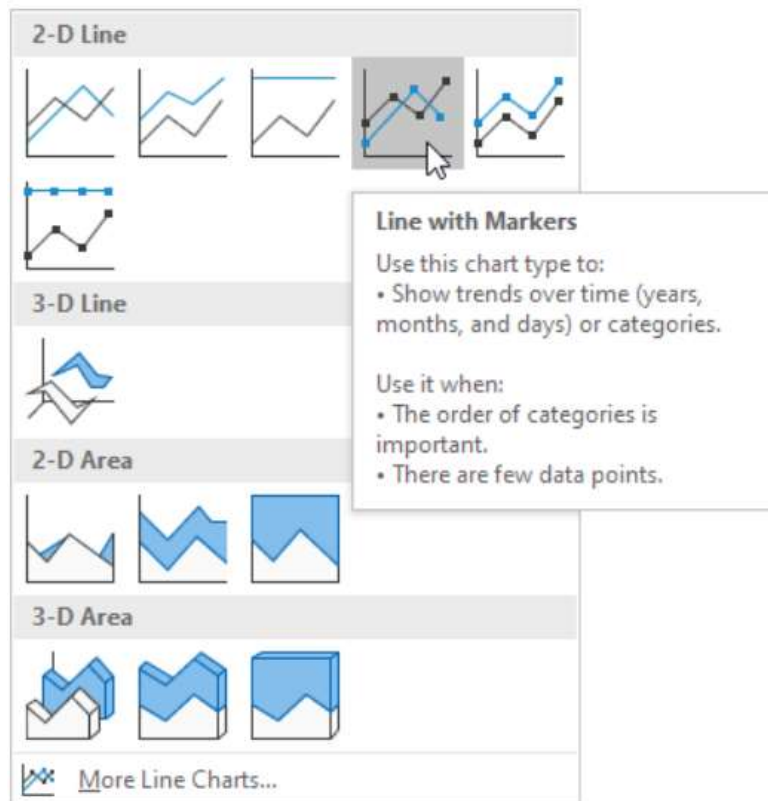 2-D Line
Line with Markers
Use this chart type to:
• Show trends over time (years,
months, and days) or categories.
Use it when:
• The order of categories is
important.
• There are few data points.
3-D Line
2-D Area
3-D Area
More Line Charts...